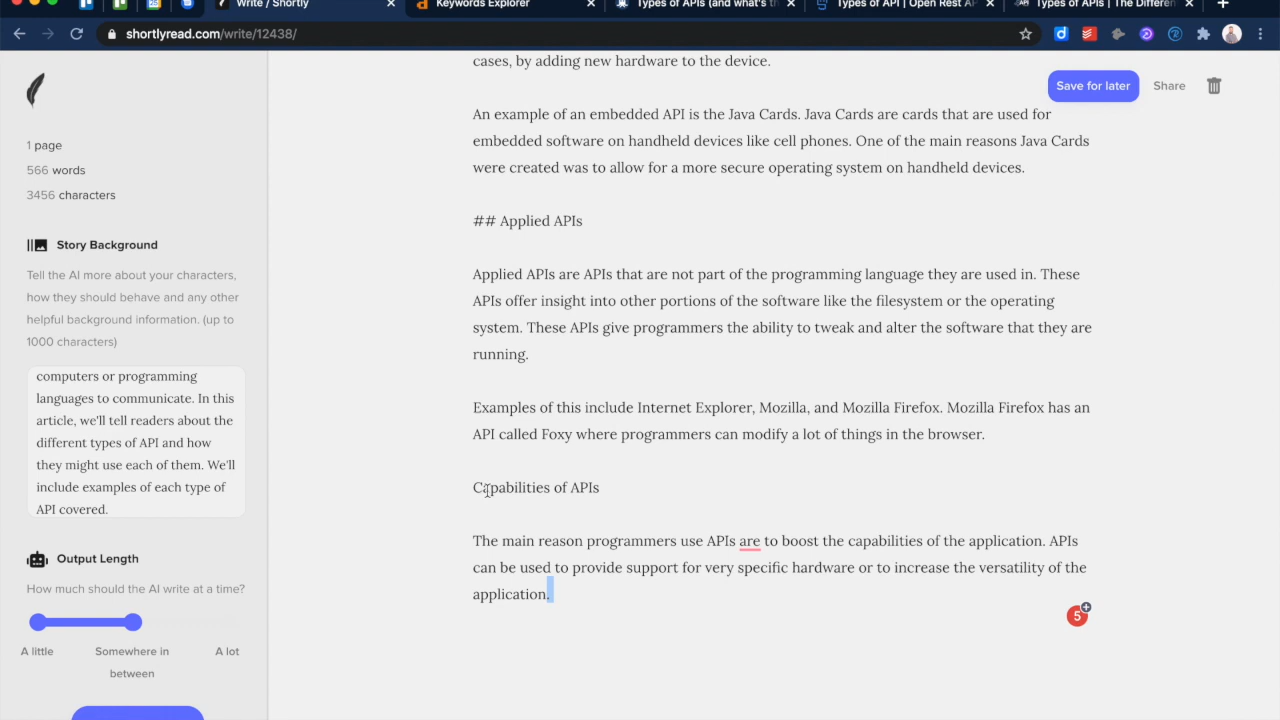 Write / Shortly
Keywords Explorer
Types of APIs (and what's th
Types of API | Open Rest AP
Types of APIs | The Differen
shortlyread.com/write/12438/
Save for later
Share
1 page
566 words
3456 characters
Story Background
Tell the AI more about your characters,
how they should behave and any other
helpful background information. (up to
1000 characters)
computers or programming
languages to communicate. In this
article, we'll tell readers about the
different types of API and how
they might use each of them. We'll
include examples of each type of
API covered.
Output Length
How much should the AI write at a time?
A little
Somewhere in
between
A lot
cases, by adding new hardware to the device.
An example of an embedded API is the Java Cards. Java Cards are cards that are used for
embedded software on handheld devices like cell phones. One of the main reasons Java Cards
were created was to allow for a more secure operating system on handheld devices.
## Applied APIs
Applied APIs are APIs that are not part of the programming language they are used in. These
APIs offer insight into other portions of the software like the filesystem or the operating
system. These APIs give programmers the ability to tweak and alter the software that they are
running.
Examples of this include Internet Explorer, Mozilla, and Mozilla Firefox. Mozilla Firefox has an
API called Foxy where programmers can modify a lot of things in the browser.
Capabilities of APIs
The main reason programmers use APIs are to boost the capabilities of the application. APIs
can be used to provide support for very specific hardware or to increase the versatility of the
application.
5